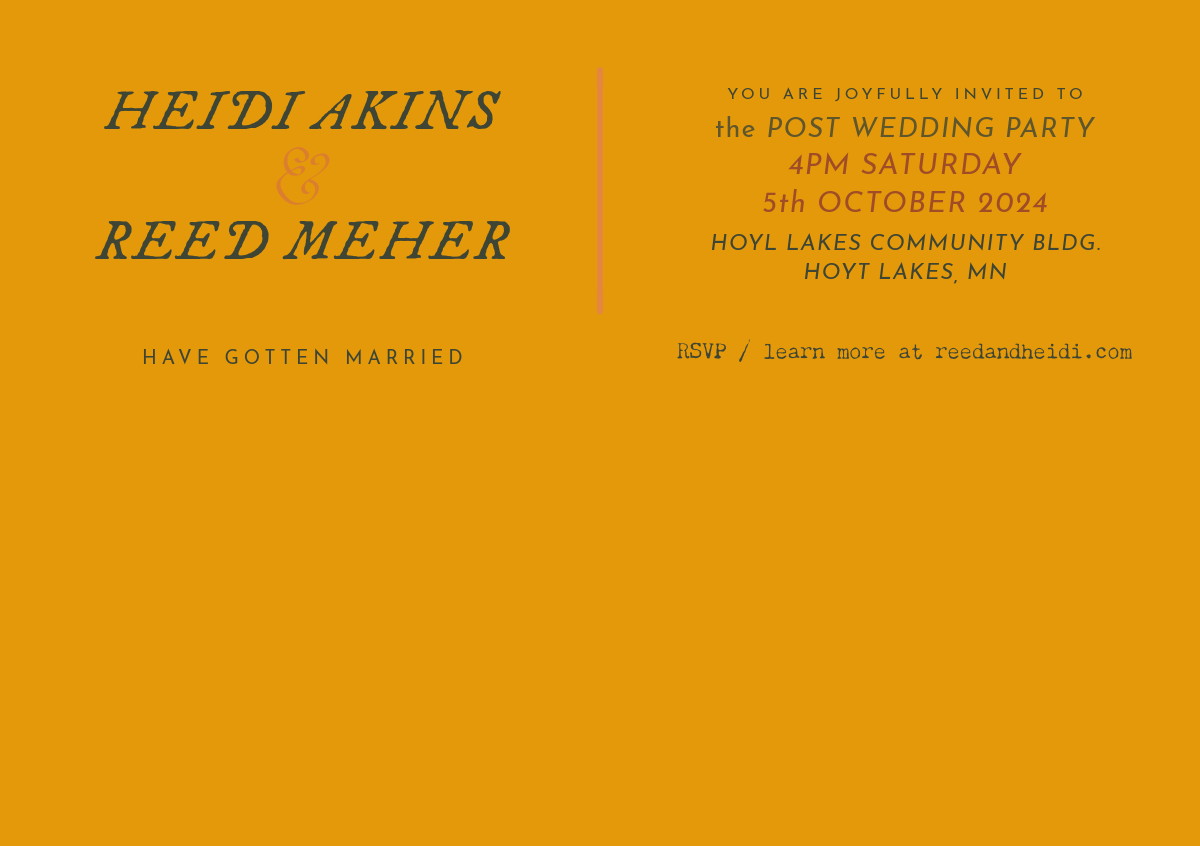 HEIDI AKINS
&
REED MEHER
HAVE GOTTEN MARRIED
YOU ARE JOYFULLY INVITED TO
the POST WEDDING PARTY
4PM SATURDAY
5th OCTOBER 2024
HOYL LAKES COMMUNITY BLDG.
HOYT LAKES, MN
RSVP / learn more at reedandheidi.com